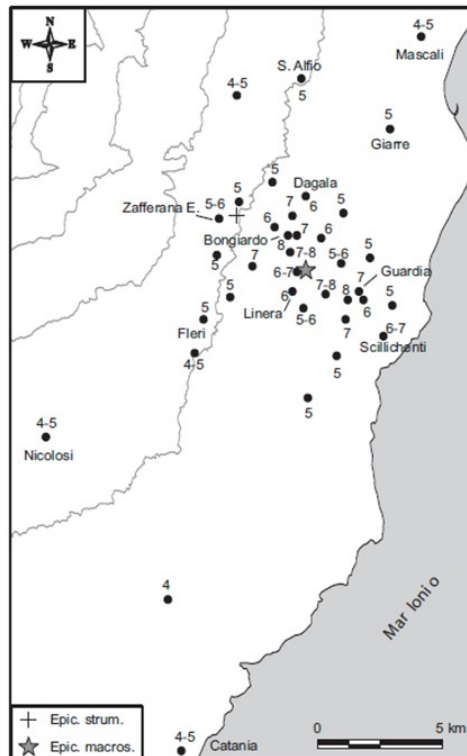 N
W E
S
4-5
Mascali
S. Alfio
5
4-5
5
Giarre
5
Dagala
5
5-6
Zafferana E.
7
6
5
6
Bongiardo
7
6
8
5
7
7-8
5-6
5
6-7
7
Guardia
5
6
7-8
8
6
5
Linera
5-6
7
6-7
Scillichenti
5
Fleri
4-5
5
5
4-5
Nicolosi
4
Mar Ionio
4-5
Catania
Epic. strum.
Epic. macros.
0 5 km